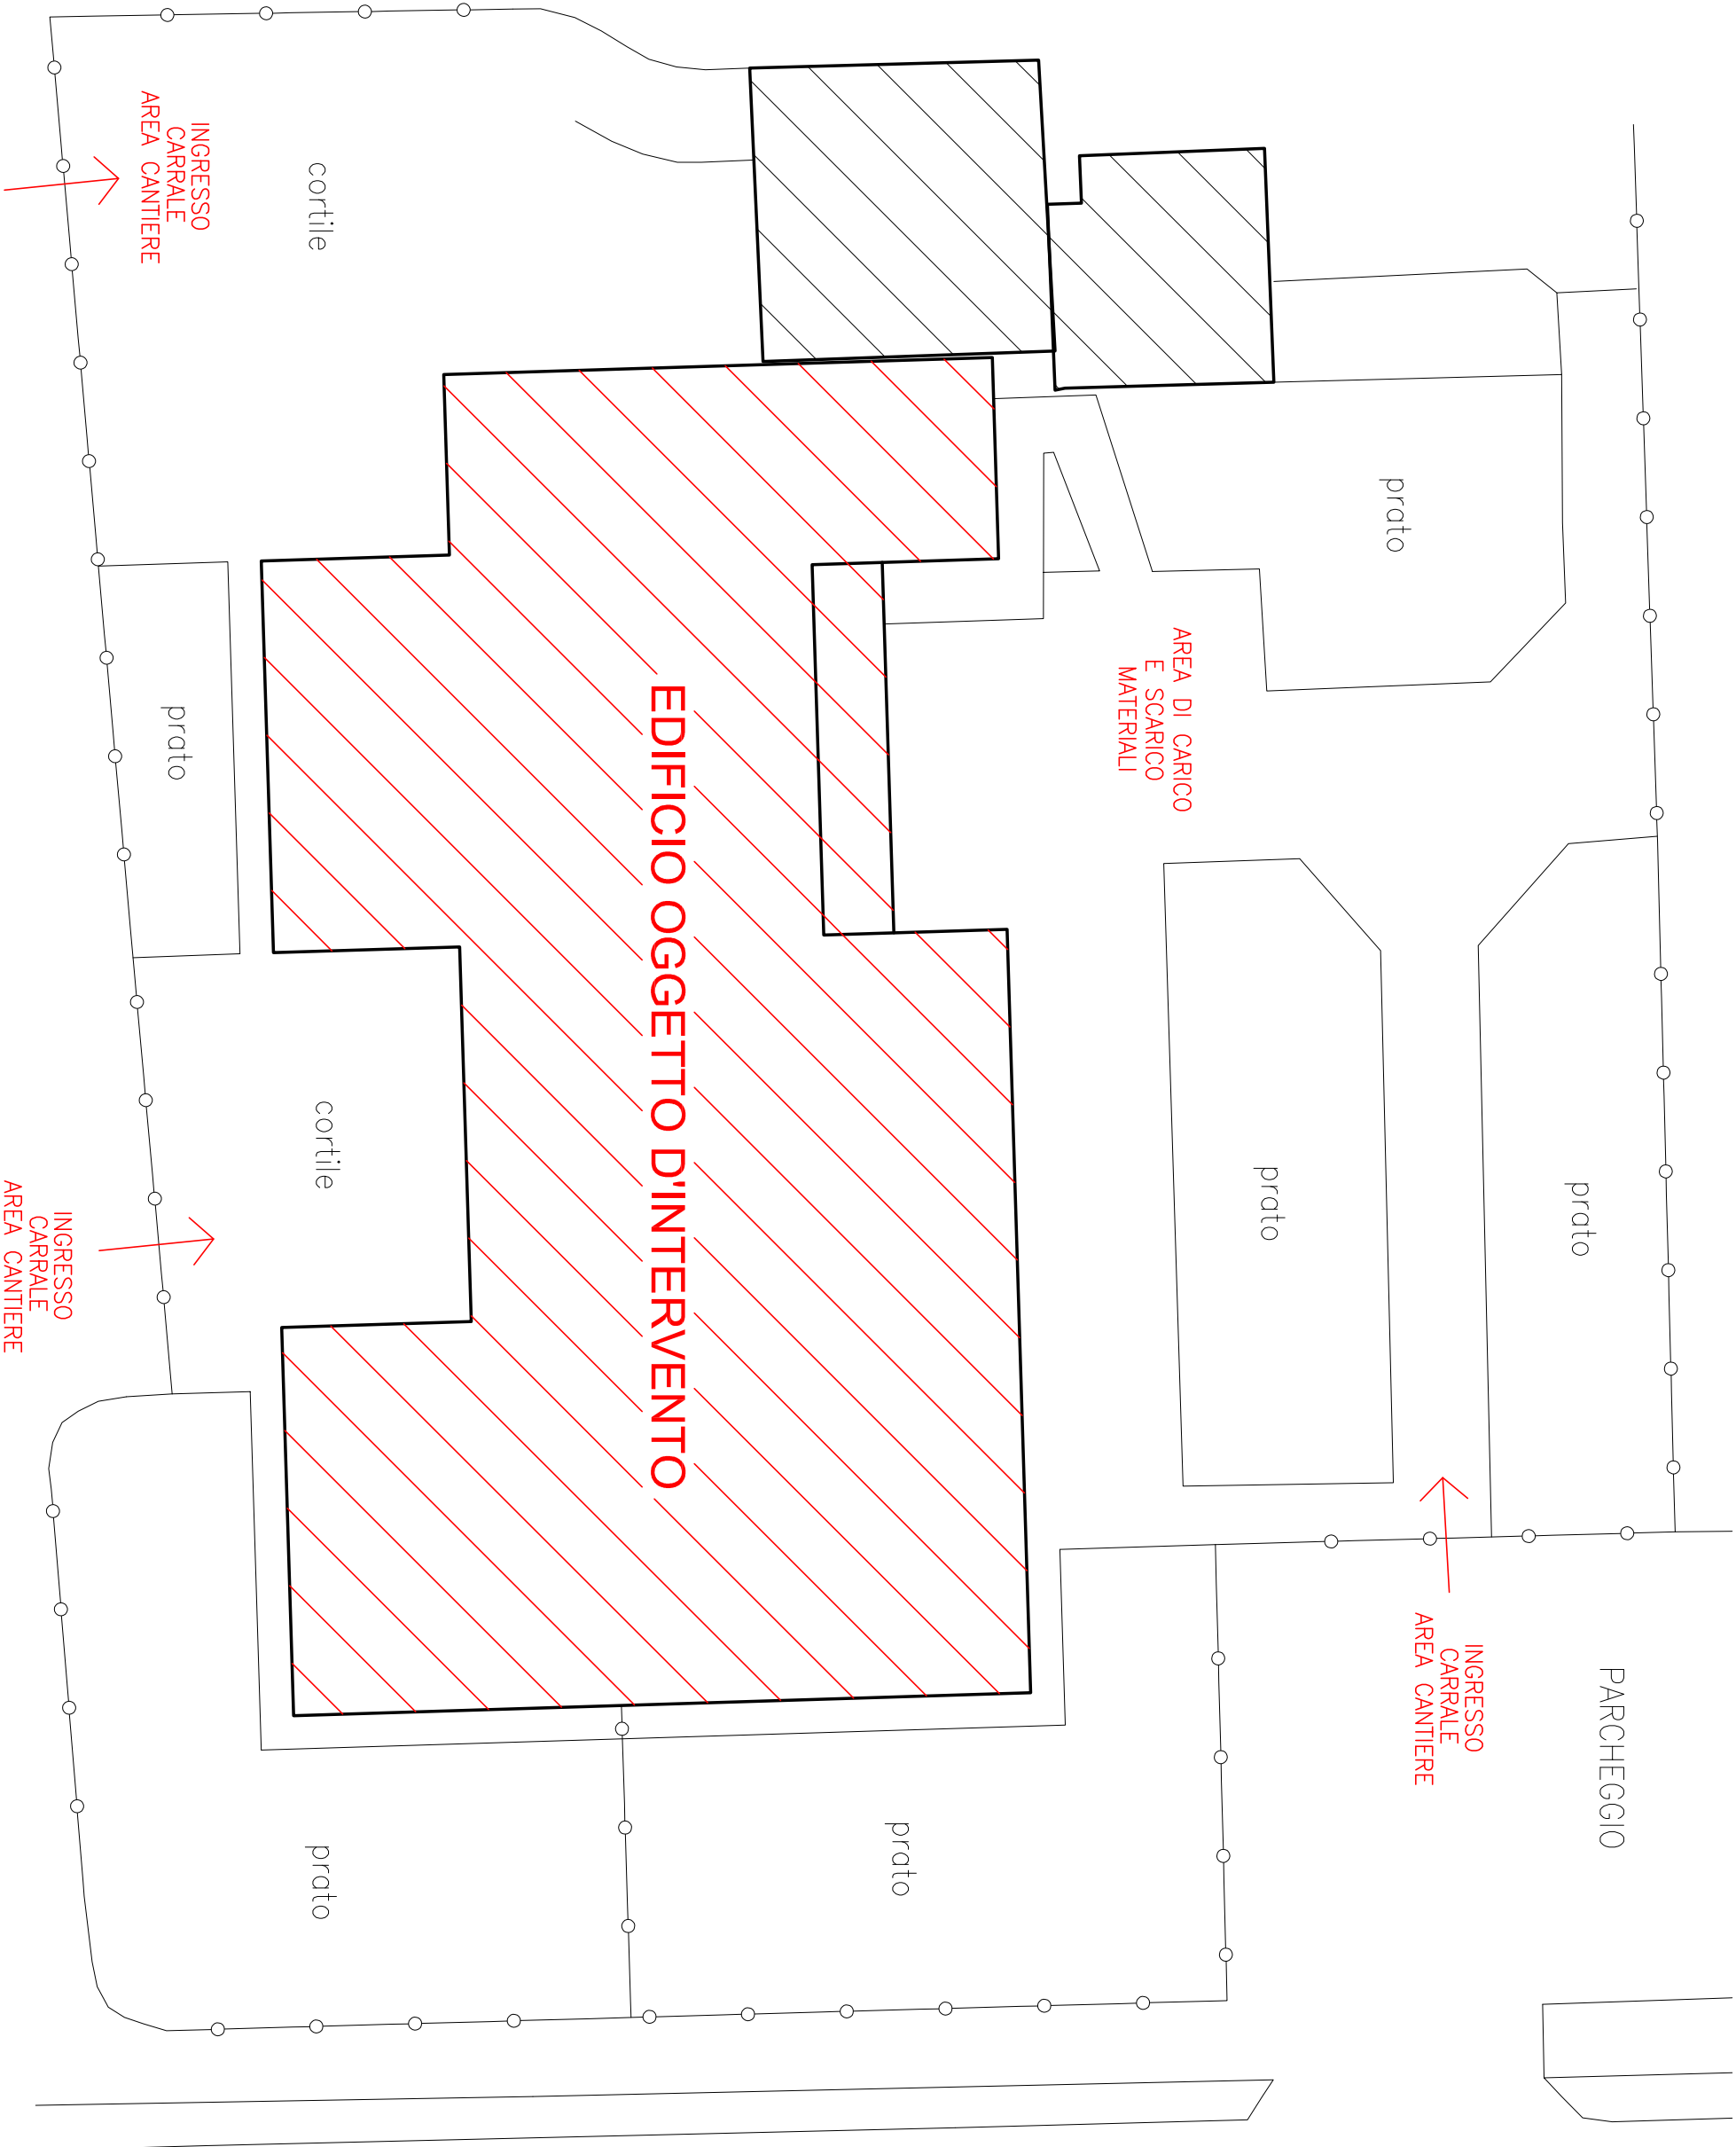 INGRESSO
CARRALE
AREA CANTIERE
cortile
prato
AREA DI CARICO
E SCARICO
MATERIALI
prato
EDIFICIO OGGETTO D'INTERVENTO
cortile
prato
prato
INGRESSO
CARRALE
AREA CANTIERE
INGRESSO
CARRALE
AREA CANTIERE
PARCHEGGIO
prato
prato